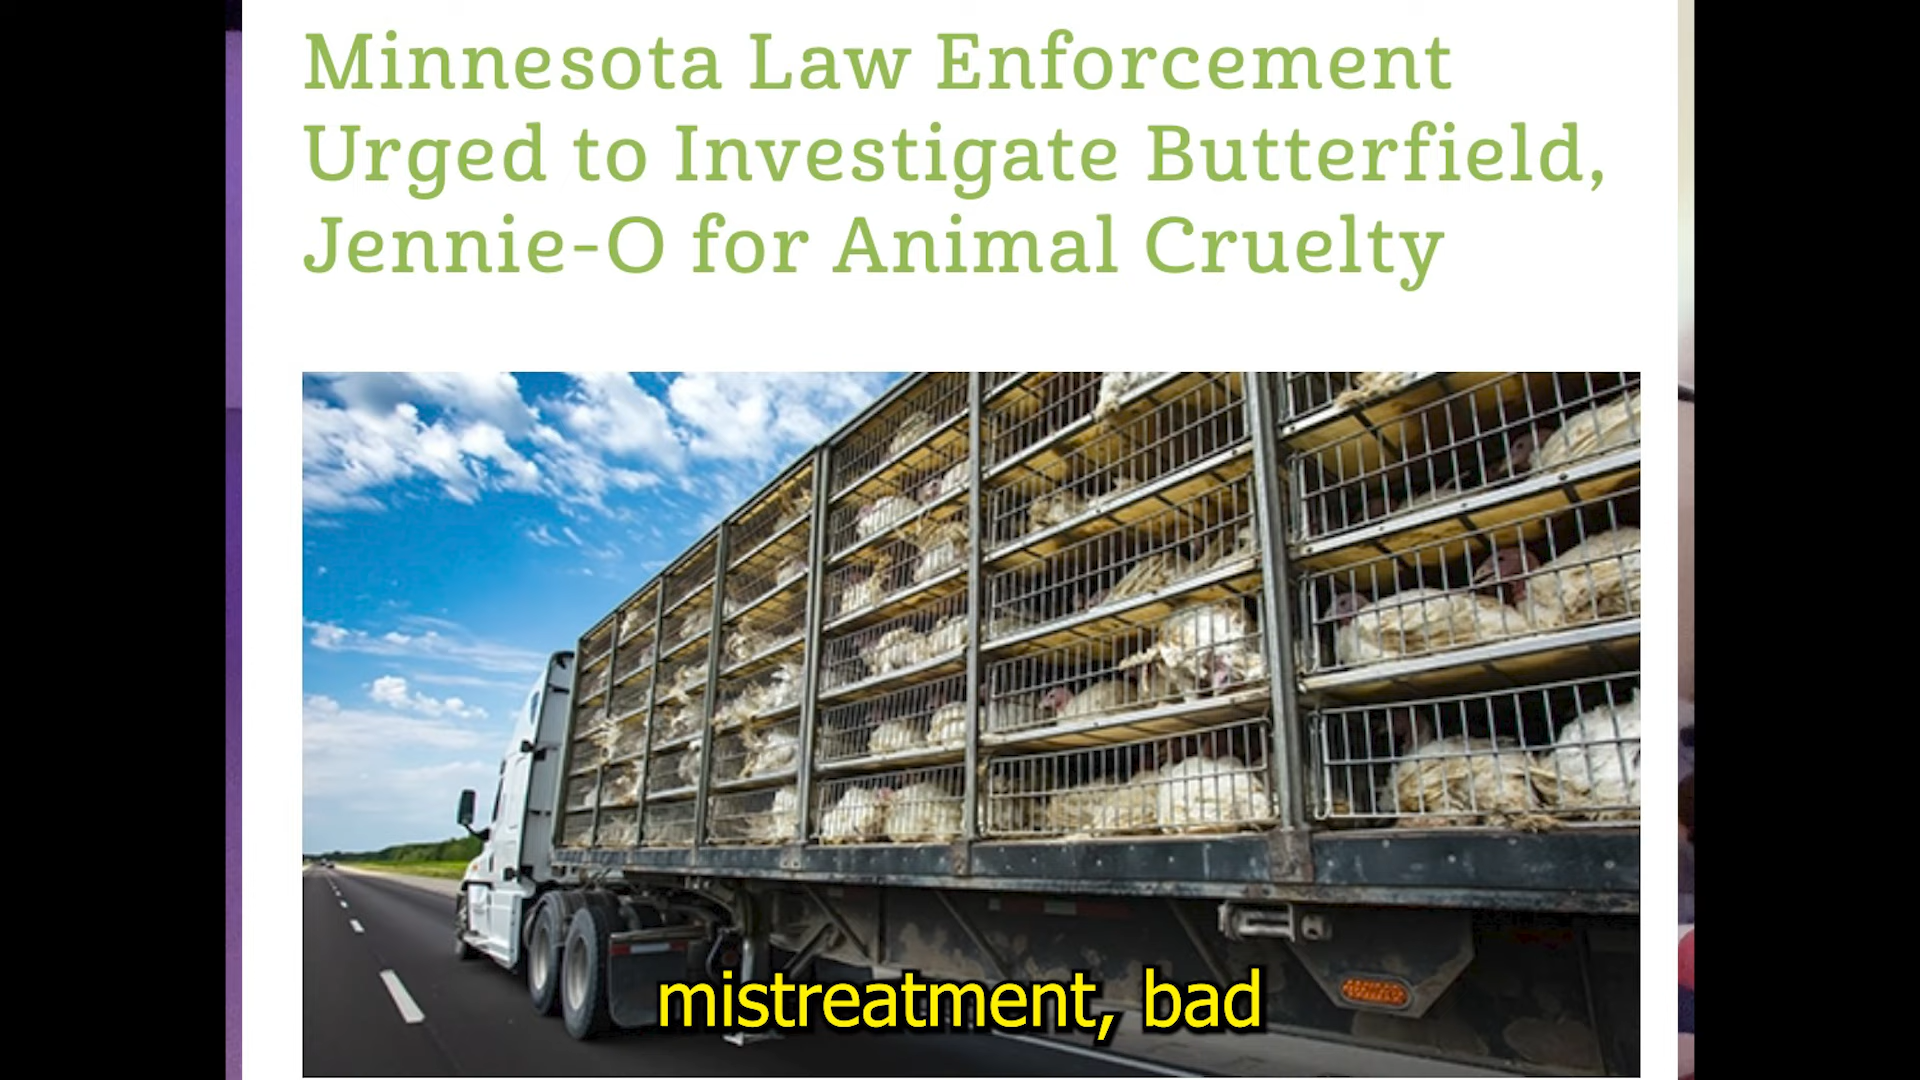 Minnesota Law Enforcement
Urged to Investigate Butterfield,
Jennie-O for Animal Cruelty
mistreatment, bad